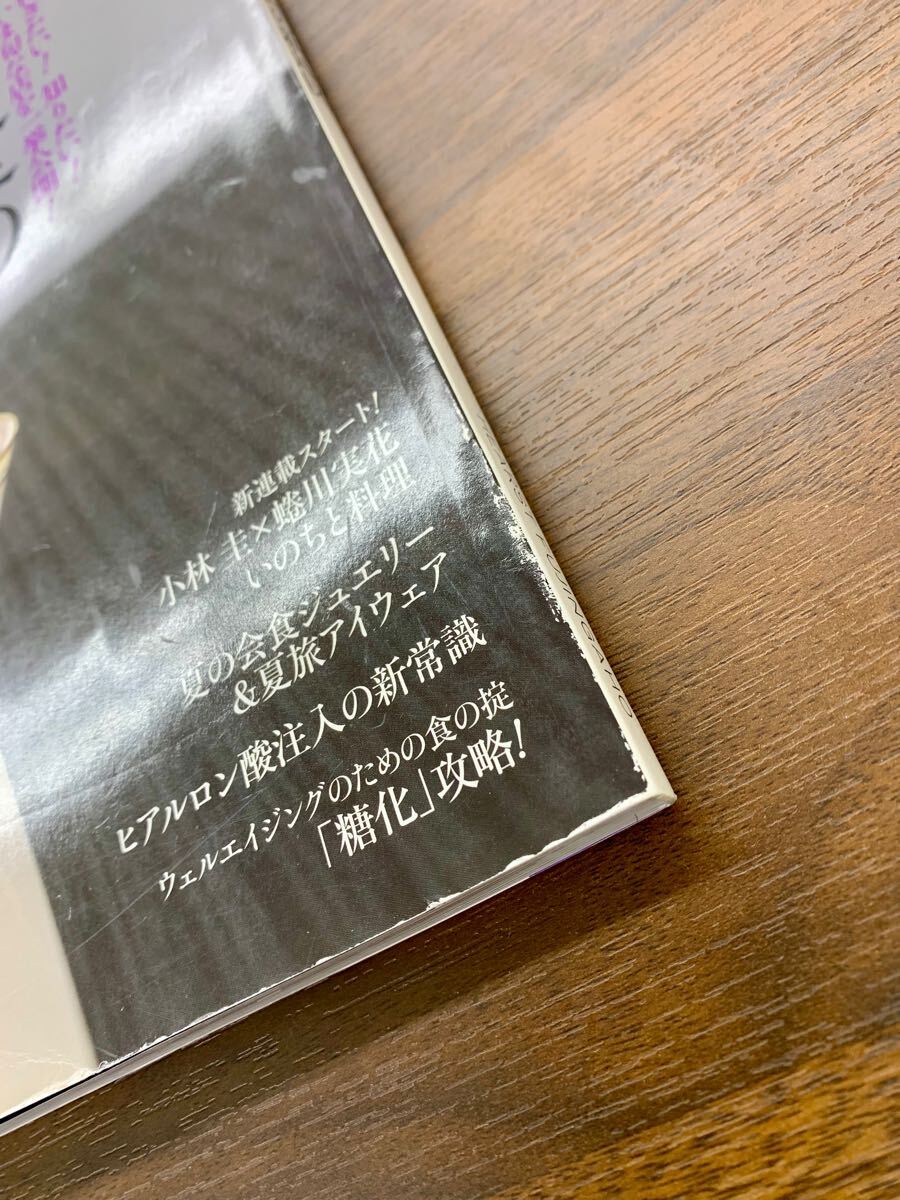 新連載スタート!
小林 圭×蜷川実花
いのちと料理
夏の会食ジュエリー
&夏旅アイウェア
ヒアルロン酸注入の新常識
ウェルエイジングのための食の掟
「糖化」攻略!